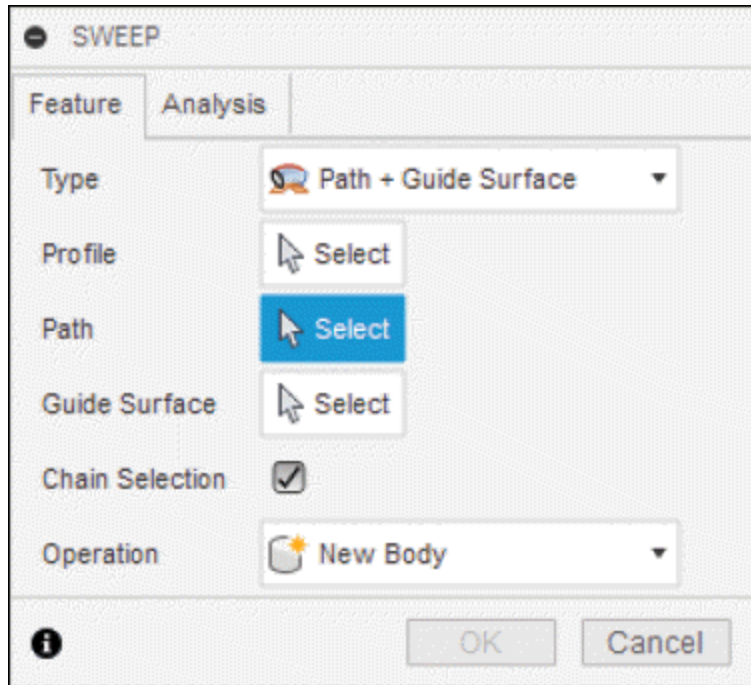 SWEEP
Feature Analysis
Type Path + Guide Surface
Profile Select
Path Select
Guide Surface Select
Chain Selection
Operation New Body
OK Cancel